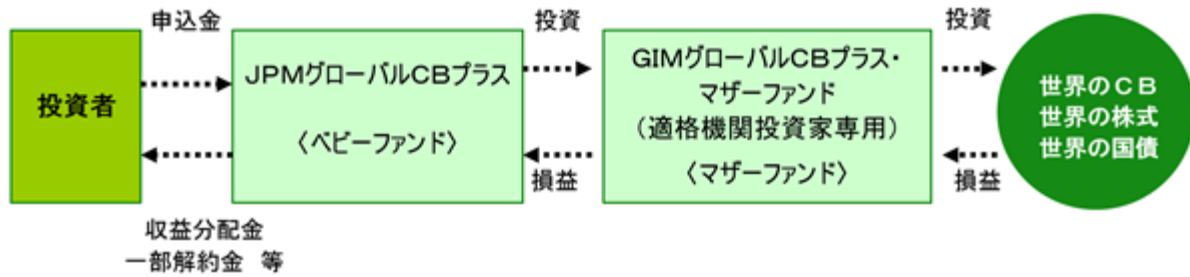 申込金
投資
投資
投資者
JPMグローバルCBプラス
〈ベビーファンド〉
GIMグローバルCBプラス・
マザーファンド
（適格機関投資家専用）
〈マザーファンド〉
世界のＣＢ
世界の株式
世界の国債
損益
損益
収益分配金
一部解約金　等